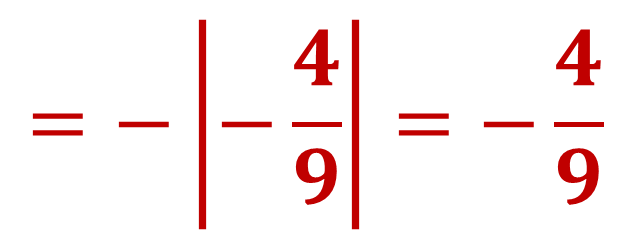 = − |− 4/9| = − 4/9